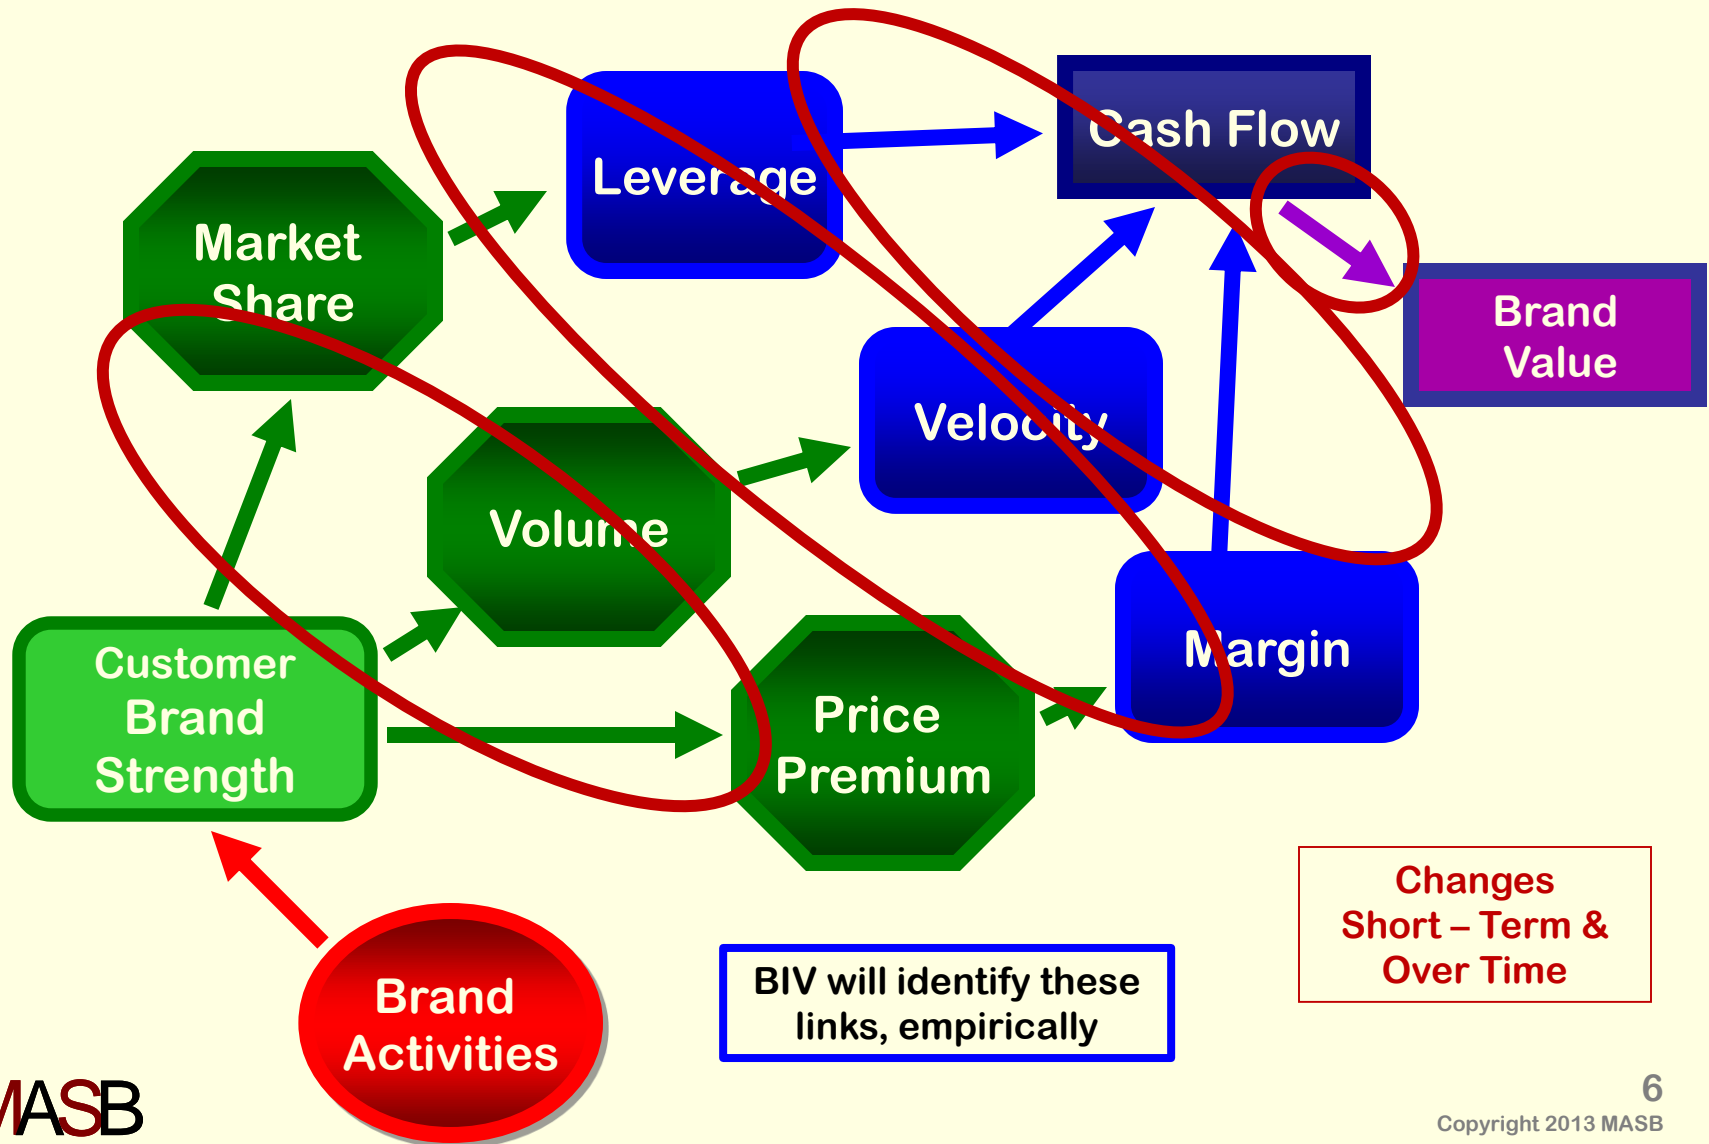 Cash Flow
Leverage
Market
Share
Brand
Value
Velocity
Volume
Margin
Customer
Brand
Strength
Price
Premium
Changes
Short – Term &
Over Time
BIV will identify these
links, empirically
Brand
Activities
MASB
6
Copyright 2013 MASB